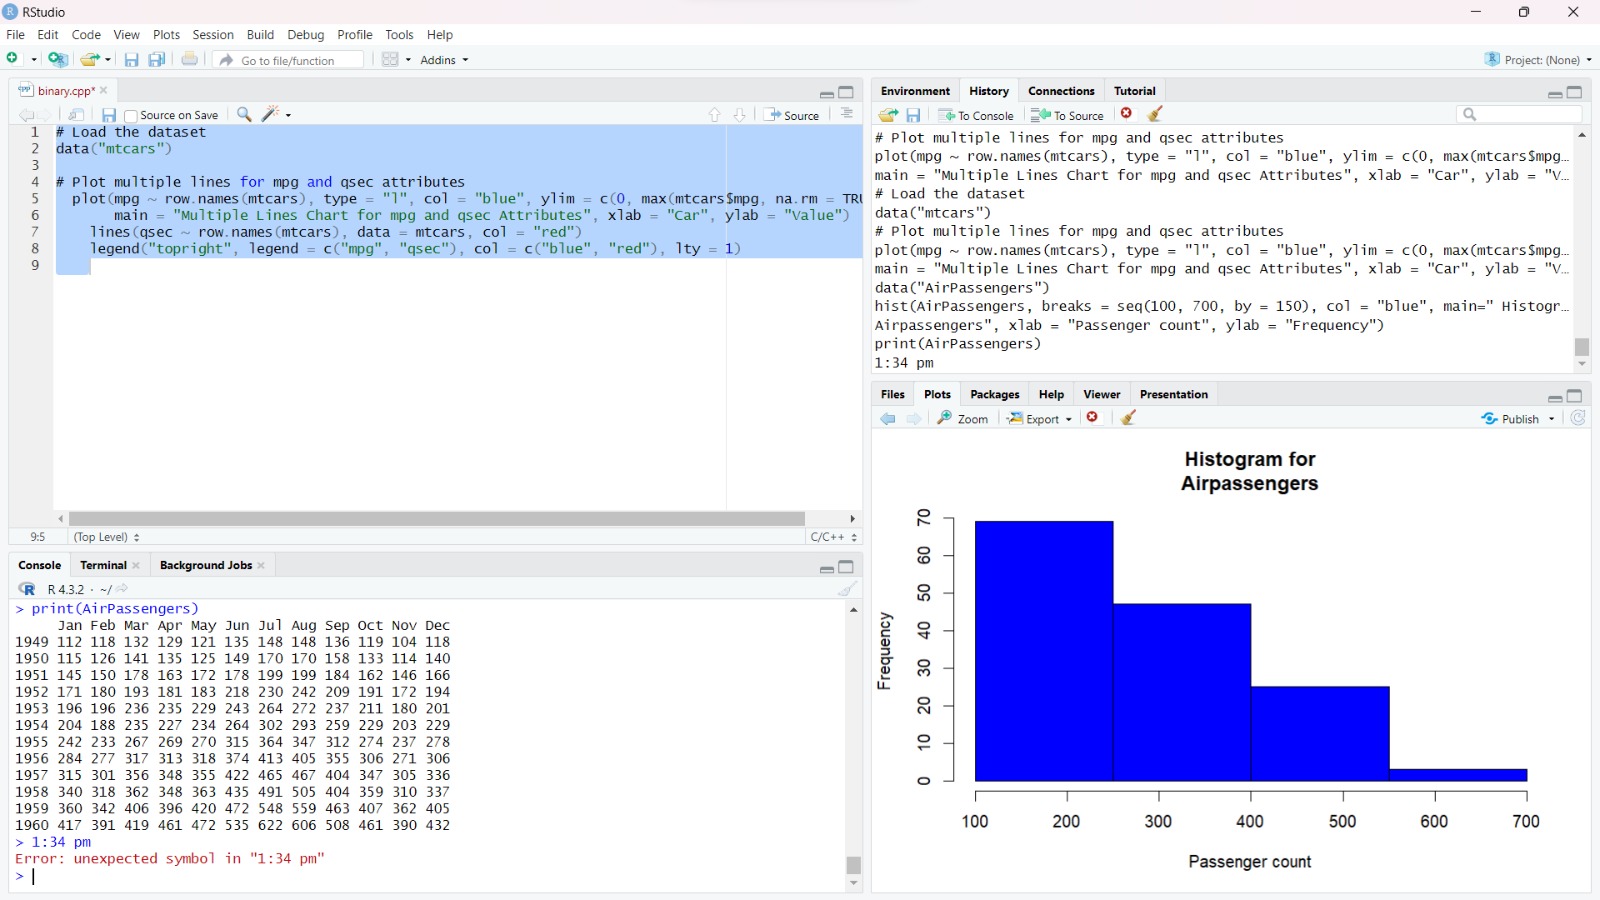 RStudio
File Edit Code View Plots Session Build Debug Profile Tools Help
Go to file/function Addins Project: (None)
binary.cpp*
Source on Save Source
1 # Load the dataset
2 data("mtcars")
3
4 # Plot multiple lines for mpg and qsec attributes
5 plot(mpg ~ row.names(mtcars), type = "l", col = "blue", ylim = c(0, max(mtcars$mpg, na.rm = TRU
6 main = "Multiple Lines Chart for mpg and qsec Attributes", xlab = "Car", ylab = "Value")
7 lines(qsec ~ row.names(mtcars), data = mtcars, col = "red")
8 legend("topright", legend = c("mpg", "qsec"), col = c("blue", "red"), lty = 1)
9
9:5 (Top Level) C/C++
Console Terminal Background Jobs
R 4.3.2 · ~/
> print(AirPassengers)
Jan Feb Mar Apr May Jun Jul Aug Sep Oct Nov Dec
1949 112 118 132 129 121 135 148 148 136 119 104 118
1950 115 126 141 135 125 149 170 170 158 133 114 140
1951 145 150 178 163 172 178 199 199 184 162 146 166
1952 171 180 193 181 183 218 230 242 209 191 172 194
1953 196 196 236 235 229 243 264 272 237 211 180 201
1954 204 188 235 227 234 264 302 293 259 229 203 229
1955 242 233 267 269 270 315 364 347 312 274 237 278
1956 284 277 317 313 318 374 413 405 355 306 271 306
1957 315 301 356 348 355 422 465 467 404 347 305 336
1958 340 318 362 348 363 435 491 505 404 359 310 337
1959 360 342 406 396 420 472 548 559 463 407 362 405
1960 417 391 419 461 472 535 622 606 508 461 390 432
> 1:34 pm
Error: unexpected symbol in "1:34 pm"
>
Environment History Connections Tutorial
To Console To Source
# Plot multiple lines for mpg and qsec attributes
plot(mpg ~ row.names(mtcars), type = "l", col = "blue", ylim = c(0, max(mtcars$mpg…
main = "Multiple Lines Chart for mpg and qsec Attributes", xlab = "Car", ylab = "V…
# Load the dataset
data("mtcars")
# Plot multiple lines for mpg and qsec attributes
plot(mpg ~ row.names(mtcars), type = "l", col = "blue", ylim = c(0, max(mtcars$mpg…
main = "Multiple Lines Chart for mpg and qsec Attributes", xlab = "Car", ylab = "V…
data("AirPassengers")
hist(AirPassengers, breaks = seq(100, 700, by = 150), col = "blue", main=" Histogr…
Airpassengers", xlab = "Passenger count", ylab = "Frequency")
print(AirPassengers)
1:34 pm
Files Plots Packages Help Viewer Presentation
Zoom Export Publish
Histogram for
Airpassengers
Frequency
70
60
50
40
30
20
10
0
100 200 300 400 500 600 700
Passenger count